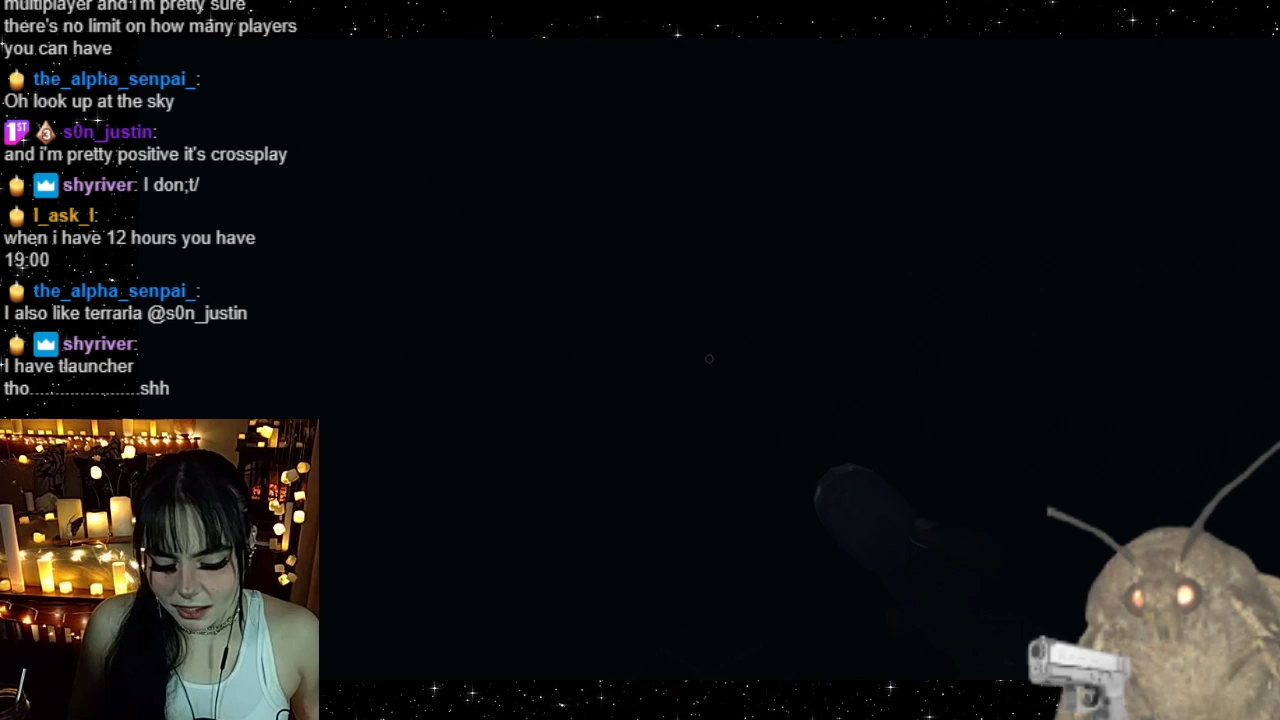 multiplayer and i'm pretty sure
there's no limit on how many players
you can have
the_alpha_senpai_:
Oh look up at the sky
1ST 3 s0n_justin:
and i'm pretty positive it's crossplay
shyriver: I don;t/
I_ask_I:
when i have 12 hours you have
19:00
the_alpha_senpai_:
I also like terrarla @s0n_justin
shyriver:
I have tlauncher
tho......................shh